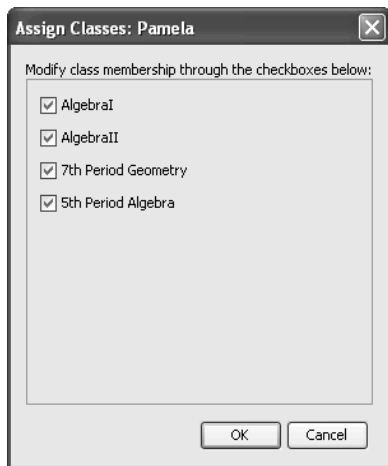 Assign Classes: Pamela
Modify class membership through the checkboxes below:
AlgebraI
AlgebraII
7th Period Geometry
5th Period Algebra
OK Cancel